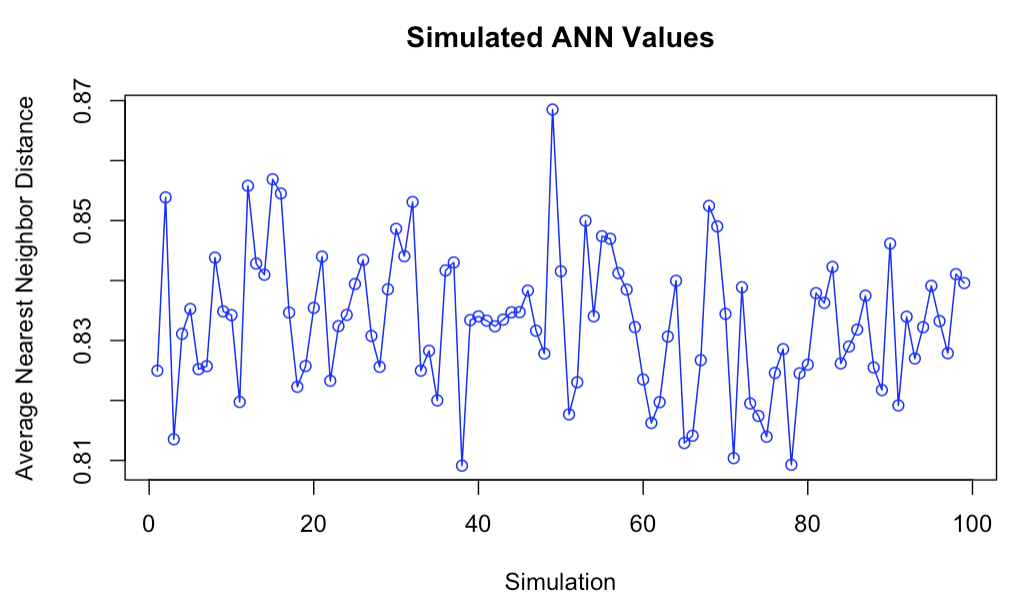 Simulated ANN Values
Average Nearest Neighbor Distance
0.87
0.85
0.83
0.81
0 20 40 60 80 100
Simulation